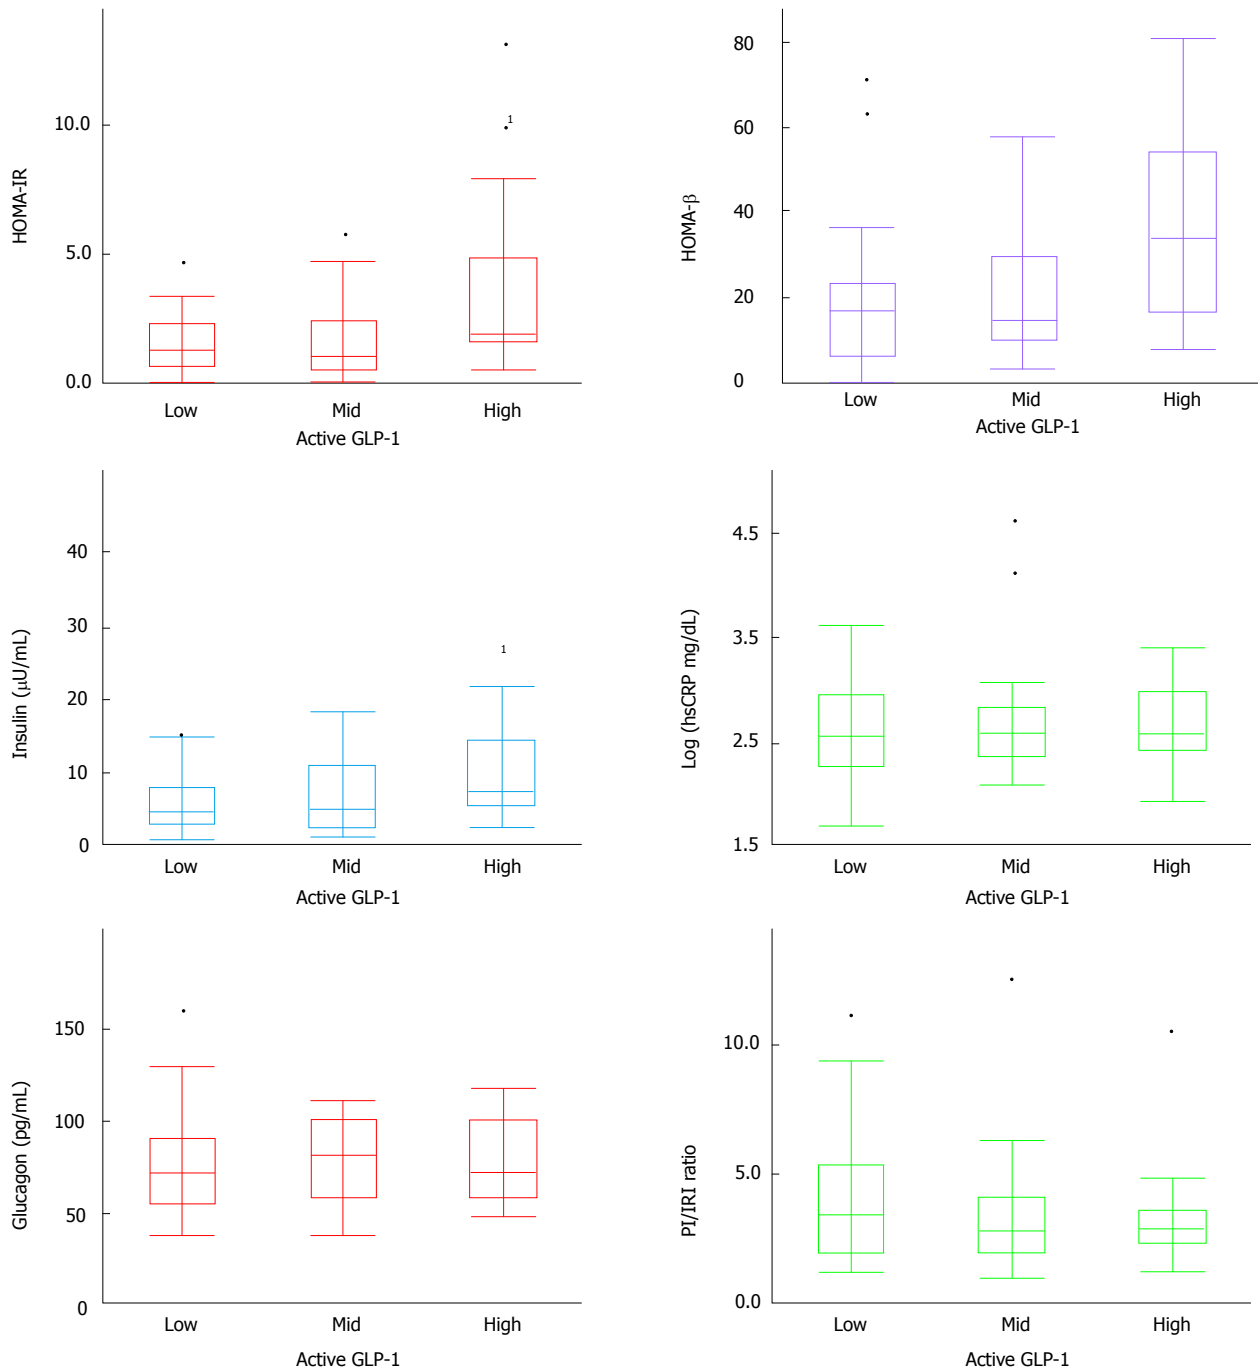 HOMA-IR
10.0
5.0
0.0
1
Low Mid High
Active GLP-1
HOMA-β
80
60
40
20
0
Low Mid High
Active GLP-1
Insulin (μU/mL)
40
30
20
10
0
1
Low Mid High
Active GLP-1
Log (hsCRP mg/dL)
4.5
3.5
2.5
1.5
Low Mid High
Active GLP-1
Glucagon (pg/mL)
150
100
50
0
Low Mid High
Active GLP-1
PI/IRI ratio
10.0
5.0
0.0
Low Mid High
Active GLP-1